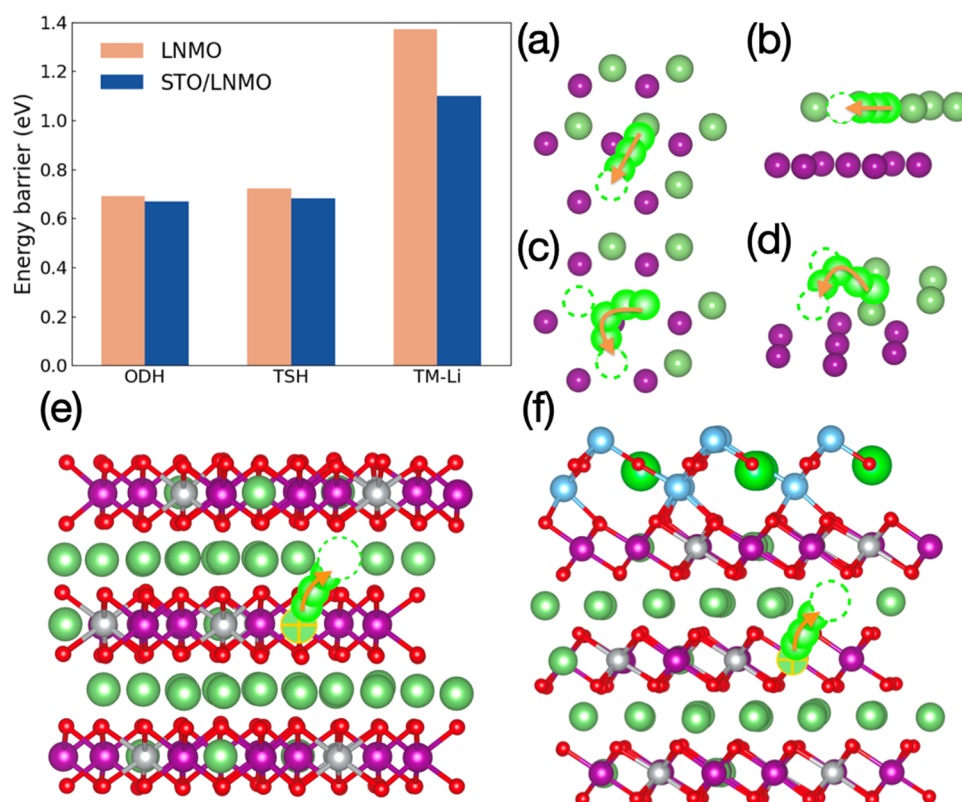 1.4
1.2
1.0
0.8
0.6
0.4
0.2
0.0
Energy barrier (eV)
LNMO
STO/LNMO
ODH TSH TM-Li
(a)
(b)
(c)
(d)
(e)
(f)